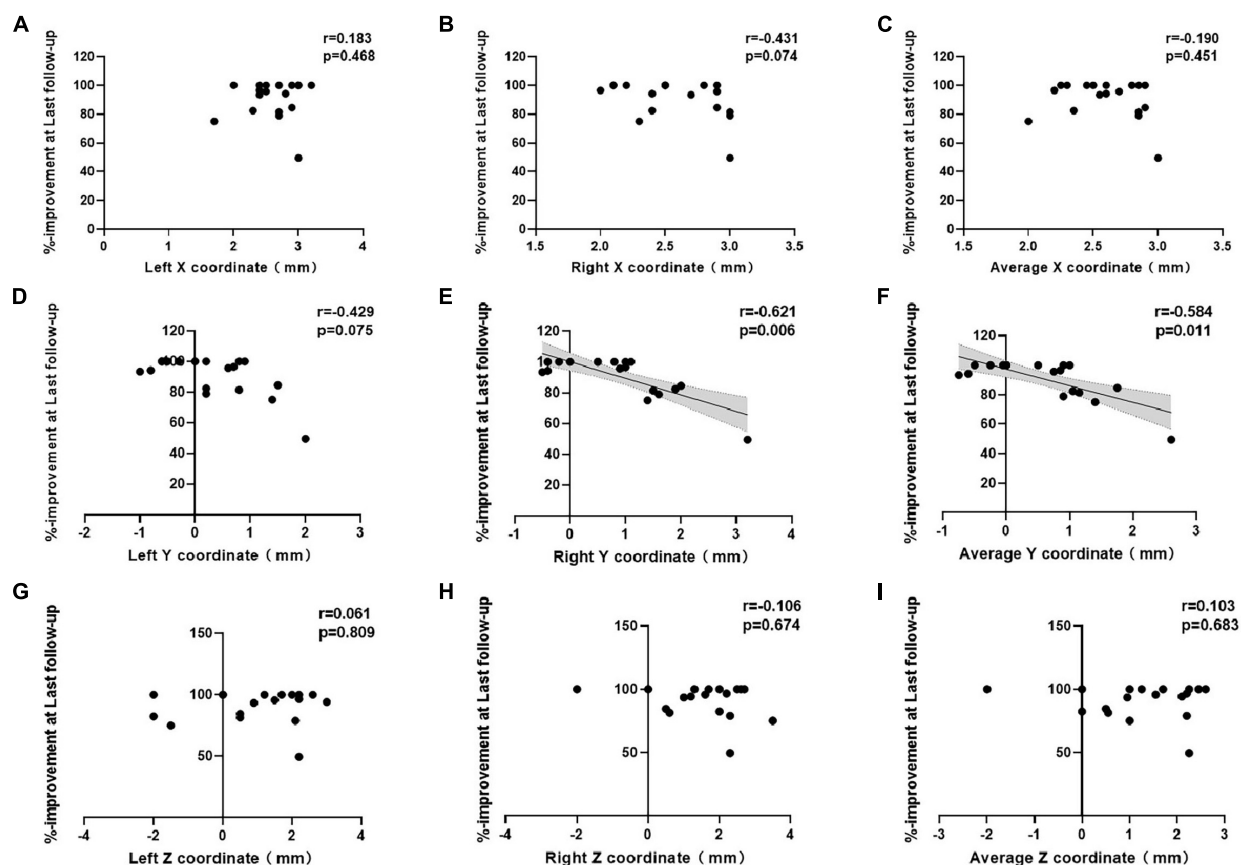 A
%-improvement at Last follow-up
r=0.183
p=0.468
120
100
80
60
40
20
0
0 1 2 3 4
Left X coordinate (mm)
B
%-improvement at Last follow-up
r=-0.431
p=0.074
120
100
80
60
40
20
0
1.5 2.0 2.5 3.0 3.5
Right X coordinate (mm)
C
%-improvement at Last follow-up
r=-0.190
p=0.451
120
100
80
60
40
20
0
1.5 2.0 2.5 3.0 3.5
Average X coordinate (mm)
D
%-improvement at Last follow-up
r=-0.429
p=0.075
120
100
80
60
40
20
-2 -1 0 1 2 3
Left Y coordinate (mm)
E
%-improvement at Last follow-up
r=-0.621
p=0.006
120
100
80
60
40
20
-1 0 1 2 3 4
Right Y coordinate (mm)
F
%-improvement at Last follow-up
r=-0.584
p=0.011
120
100
80
60
40
20
-1 0 1 2 3
Average Y coordinate (mm)
G
%-improvement at Last follow-up
r=0.061
p=0.809
150
100
50
-4 -2 0 2 4
Left Z coordinate (mm)
H
%-improvement at Last follow-up
r=-0.106
p=0.674
150
100
50
-4 -2 0 2 4
Right Z coordinate (mm)
I
%-improvement at Last follow-up
r=0.103
p=0.683
150
100
50
-3 -2 -1 0 1 2 3
Average Z coordinate (mm)